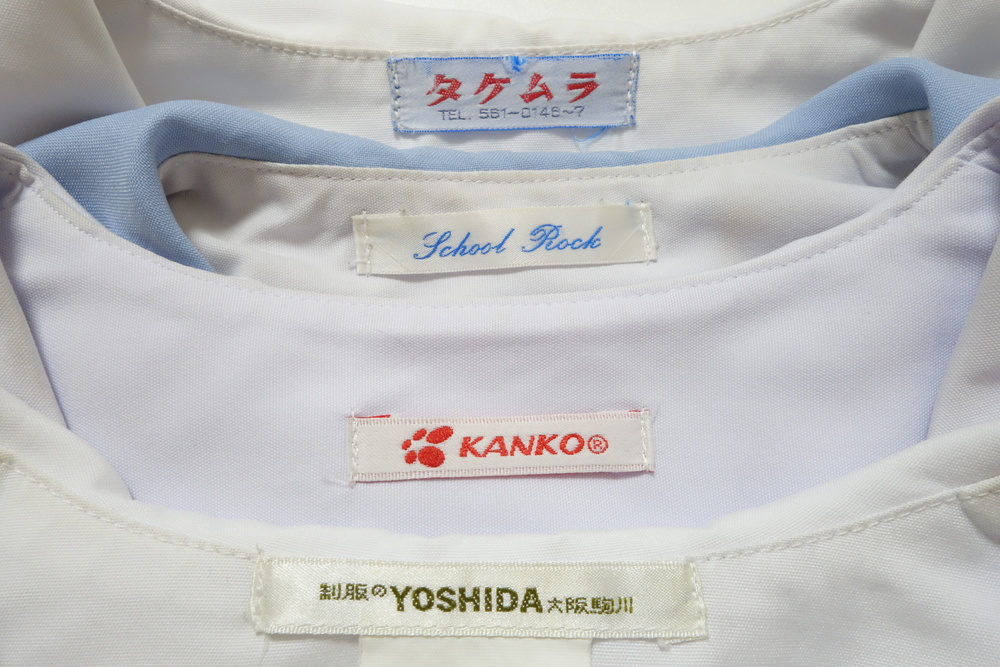 タケムラ
TEL. 581-0146~7
School Rock
KANKO®
制服のYOSHIDA大阪駒川